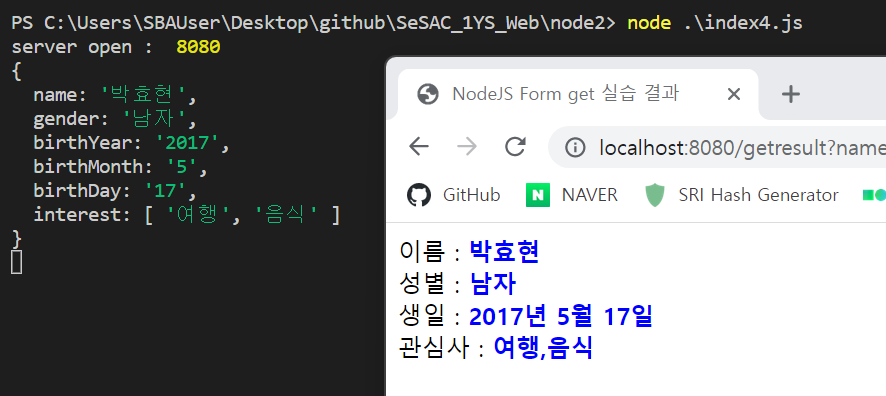 PS C:\Users\SBAUser\Desktop\github\SeSAC_1YS_Web\node2> node .\index4.js
server open :  8080
{
  name: '박효현',
  gender: '남자',
  birthYear: '2017',
  birthMonth: '5',
  birthDay: '17',
  interest: [ '여행', '음식' ]
}
NodeJS Form get 실습 결과
localhost:8080/getresult?name
GitHub N NAVER SRI Hash Generator
이름 : 박효현
성별 : 남자
생일 : 2017년 5월 17일
관심사 : 여행,음식